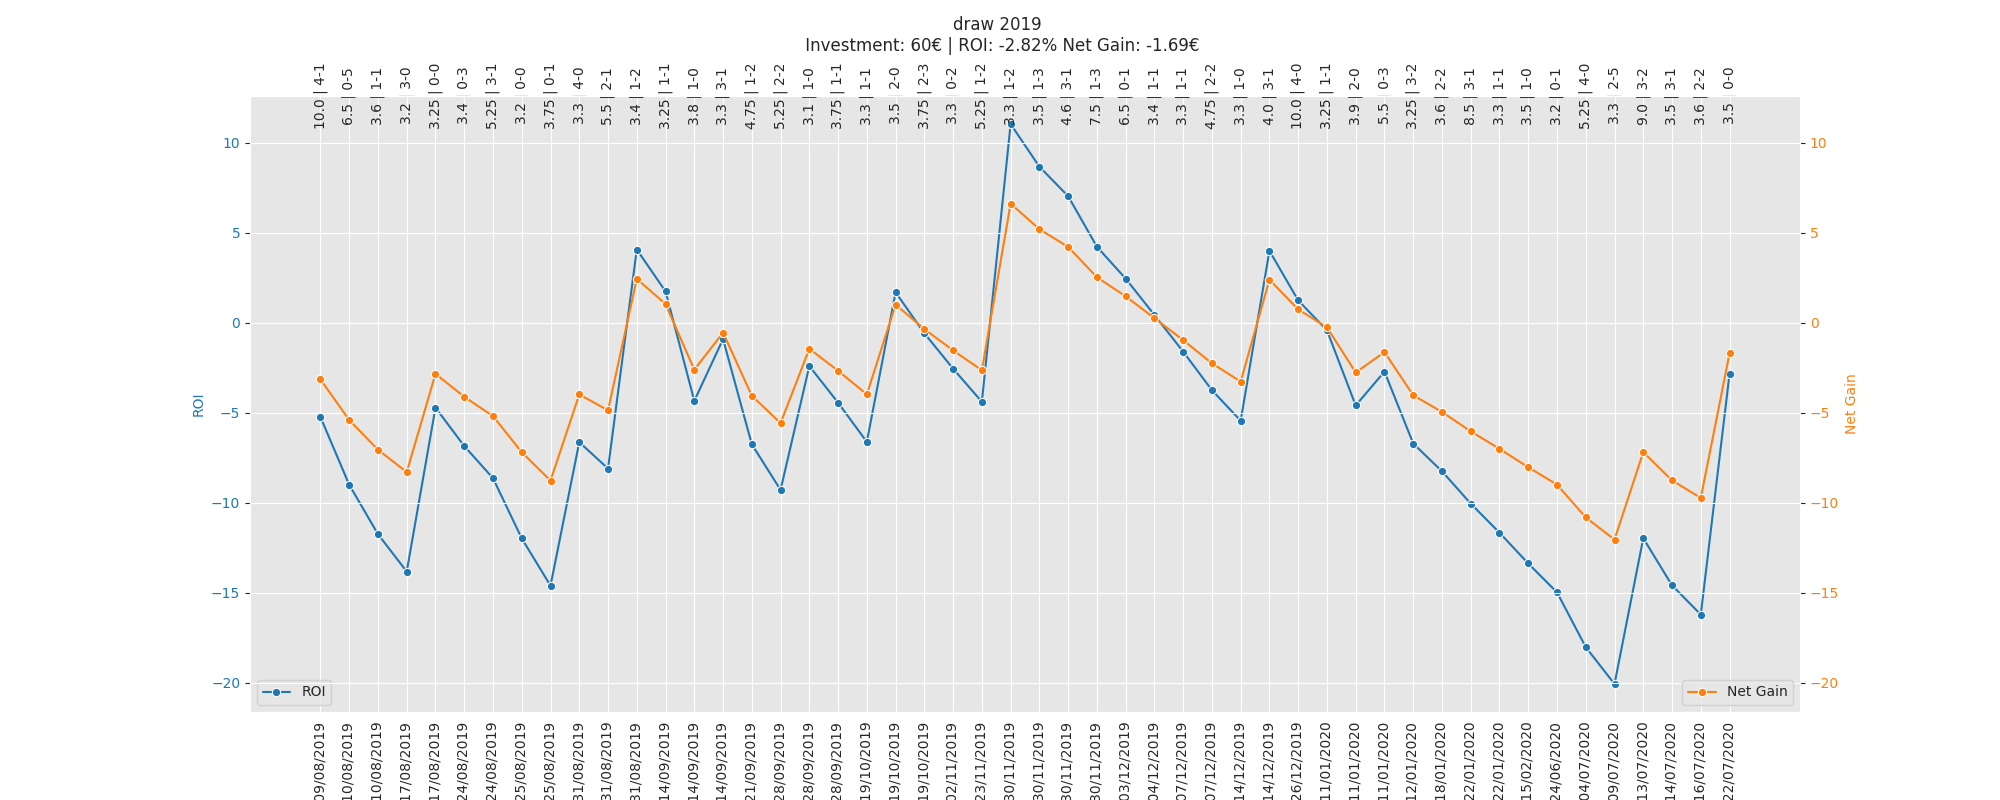 draw 2019
Investment: 60€ | ROI: -2.82% Net Gain: -1.69€
10.0 | 4-1
6.5 | 0-5
3.6 | 1-1
3.2 | 3-0
3.25 | 0-0
3.4 | 0-3
5.25 | 3-1
3.2 | 0-0
3.75 | 0-1
3.3 | 4-0
5.5 | 2-1
3.4 | 1-2
3.25 | 1-1
3.8 | 1-0
3.3 | 3-1
4.75 | 1-2
5.25 | 2-2
3.1 | 1-0
3.75 | 1-1
3.3 | 1-1
3.5 | 2-0
3.75 | 2-3
3.3 | 0-2
5.25 | 1-2
3.3 | 1-2
3.5 | 1-3
4.6 | 3-1
7.5 | 1-3
6.5 | 0-1
3.4 | 1-1
3.3 | 1-1
4.75 | 2-2
3.3 | 1-0
4.0 | 3-1
10.0 | 4-0
3.25 | 1-1
3.9 | 2-0
5.5 | 0-3
3.25 | 3-2
3.6 | 2-2
8.5 | 3-1
3.3 | 1-1
3.5 | 1-0
3.2 | 0-1
5.25 | 4-0
3.3 | 2-5
9.0 | 3-2
3.5 | 3-1
3.6 | 2-2
3.5 | 0-0
10
5
0
−5
−10
−15
−20
ROI
10
5
0
−5
−10
−15
−20
Net Gain
ROI
Net Gain
09/08/2019
10/08/2019
10/08/2019
17/08/2019
17/08/2019
24/08/2019
24/08/2019
25/08/2019
25/08/2019
31/08/2019
31/08/2019
31/08/2019
14/09/2019
14/09/2019
14/09/2019
21/09/2019
28/09/2019
28/09/2019
28/09/2019
19/10/2019
19/10/2019
19/10/2019
02/11/2019
23/11/2019
30/11/2019
30/11/2019
30/11/2019
30/11/2019
03/12/2019
04/12/2019
07/12/2019
07/12/2019
14/12/2019
14/12/2019
26/12/2019
11/01/2020
11/01/2020
11/01/2020
12/01/2020
18/01/2020
22/01/2020
22/01/2020
15/02/2020
24/06/2020
04/07/2020
09/07/2020
13/07/2020
14/07/2020
16/07/2020
22/07/2020